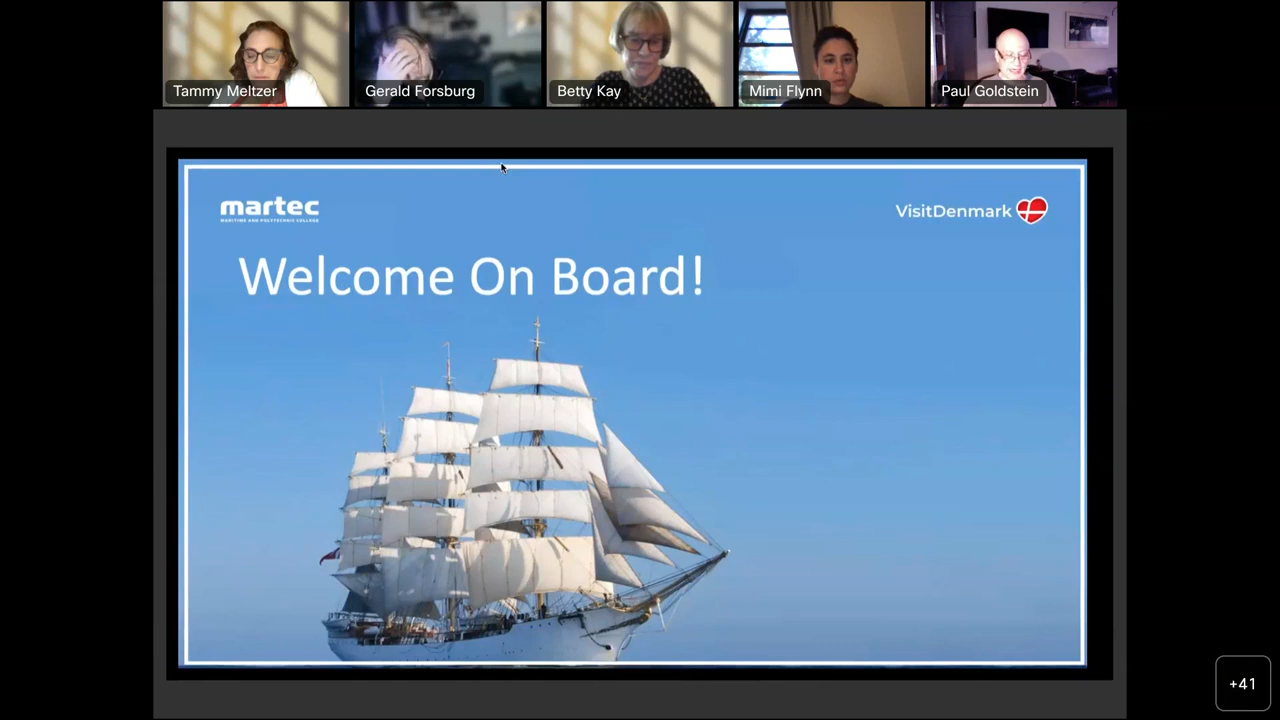 Tammy Meltzer
Gerald Forsburg
Betty Kay
Mimi Flynn
Paul Goldstein
martec
MARITIME AND POLYTECHNIC COLLEGE
VisitDenmark
Welcome On Board!
+41